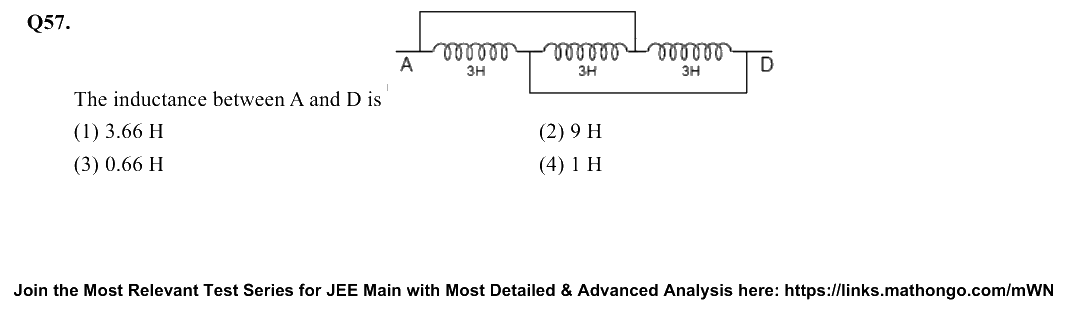 Q57.
A 3H 3H 3H D
The inductance between A and D is
(1) 3.66 H (2) 9 H
(3) 0.66 H (4) 1 H
Join the Most Relevant Test Series for JEE Main with Most Detailed & Advanced Analysis here: https://links.mathongo.com/mWN